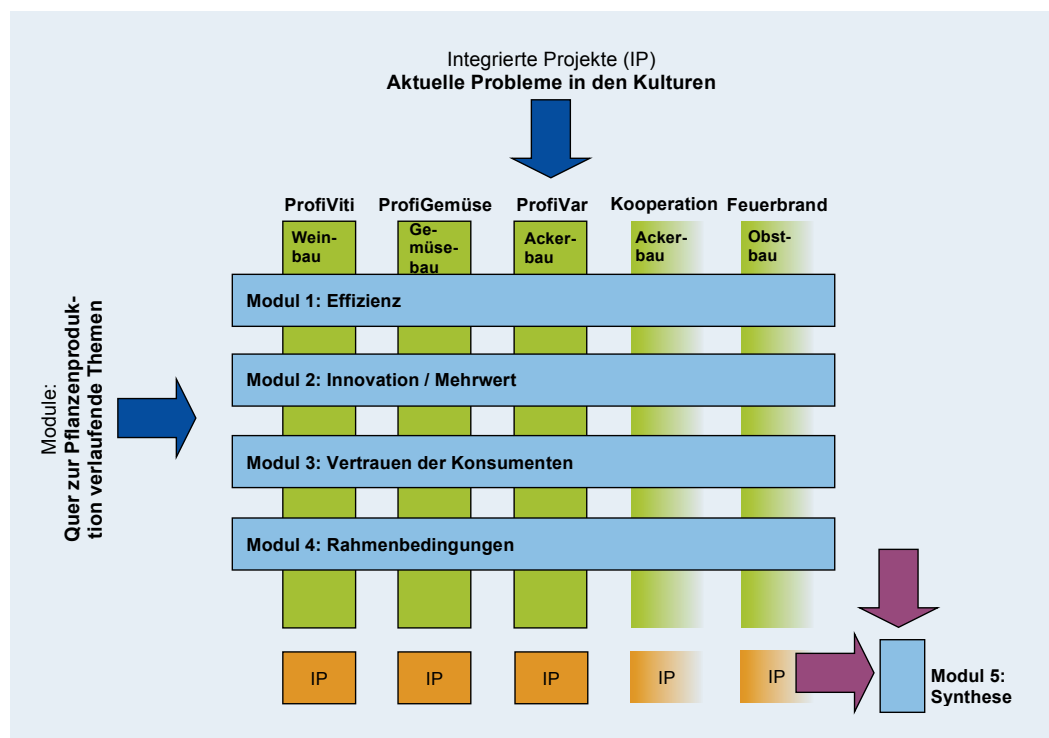 Integrierte Projekte (IP)
Aktuelle Probleme in den Kulturen
ProfiViti
ProfiGemüse
ProfiVar
Kooperation
Feuerbrand
Wein-
bau
Ge-
müse-
bau
Acker-
bau
Acker-
bau
Obst-
bau
Module:
Quer zur Pflanzenproduk-
tion verlaufende Themen
Modul 1: Effizienz
Modul 2: Innovation / Mehrwert
Modul 3: Vertrauen der Konsumenten
Modul 4: Rahmenbedingungen
IP
IP
IP
IP
IP
Modul 5:
Synthese